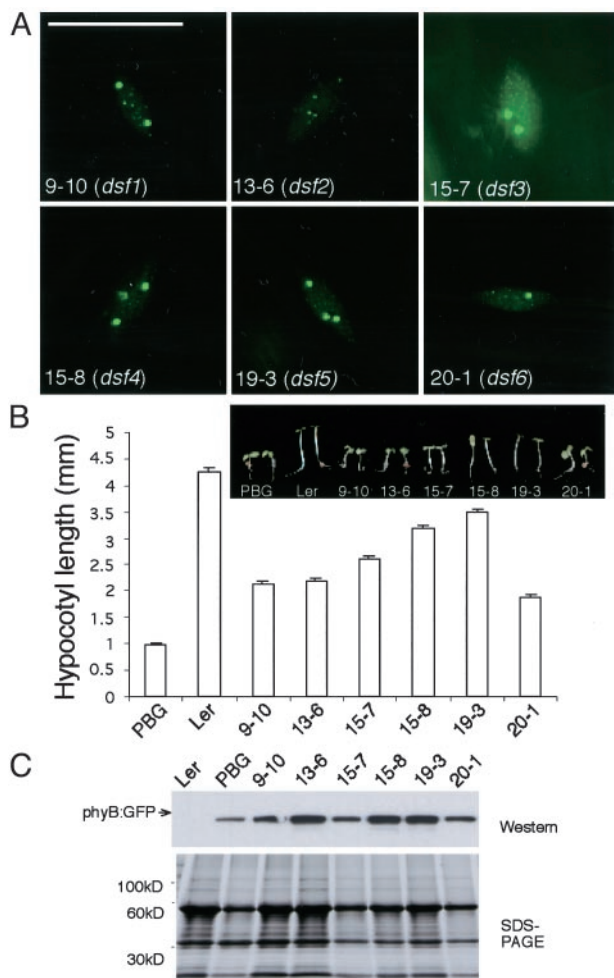 A
9-10 (dsf1)
13-6 (dsf2)
15-7 (dsf3)
15-8 (dsf4)
19-3 (dsf5)
20-1 (dsf6)
B
PBG Ler 9-10 13-6 15-7 15-8 19-3 20-1
Hypocotyl length (mm)
5
4.5
4
3.5
3
2.5
2
1.5
1
0.5
0
PBG Ler 9-10 13-6 15-7 15-8 19-3 20-1
C
Ler PBG 9-10 13-6 15-7 15-8 19-3 20-1
phyB:GFP
Western
100kD
60kD
30kD
SDS-
PAGE